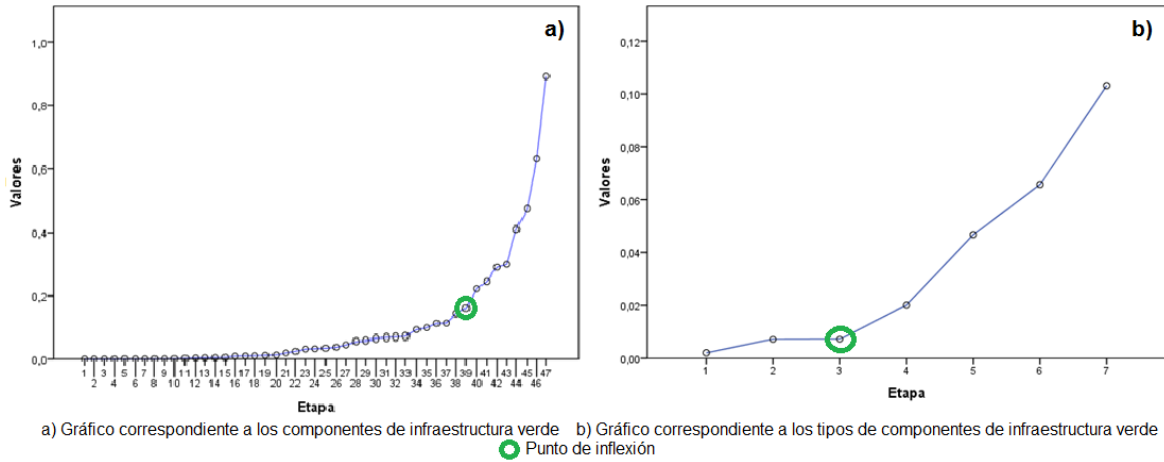 a)
1,0
0,8
0,6
0,4
0,2
0,0
Valores
1 3 5 7 9 11 13 15 17 19 21 23 25 27 29 31 33 35 37 39 41 43 45 47
2 4 6 8 10 12 14 16 18 20 22 24 26 28 30 32 34 36 38 40 42 44 46
Etapa
b)
0,12
0,10
0,08
0,06
0,04
0,02
0,00
Valores
1 2 3 4 5 6 7
Etapa
a) Gráfico correspondiente a los componentes de infraestructura verde b) Gráfico correspondiente a los tipos de componentes de infraestructura verde
Punto de inflexión